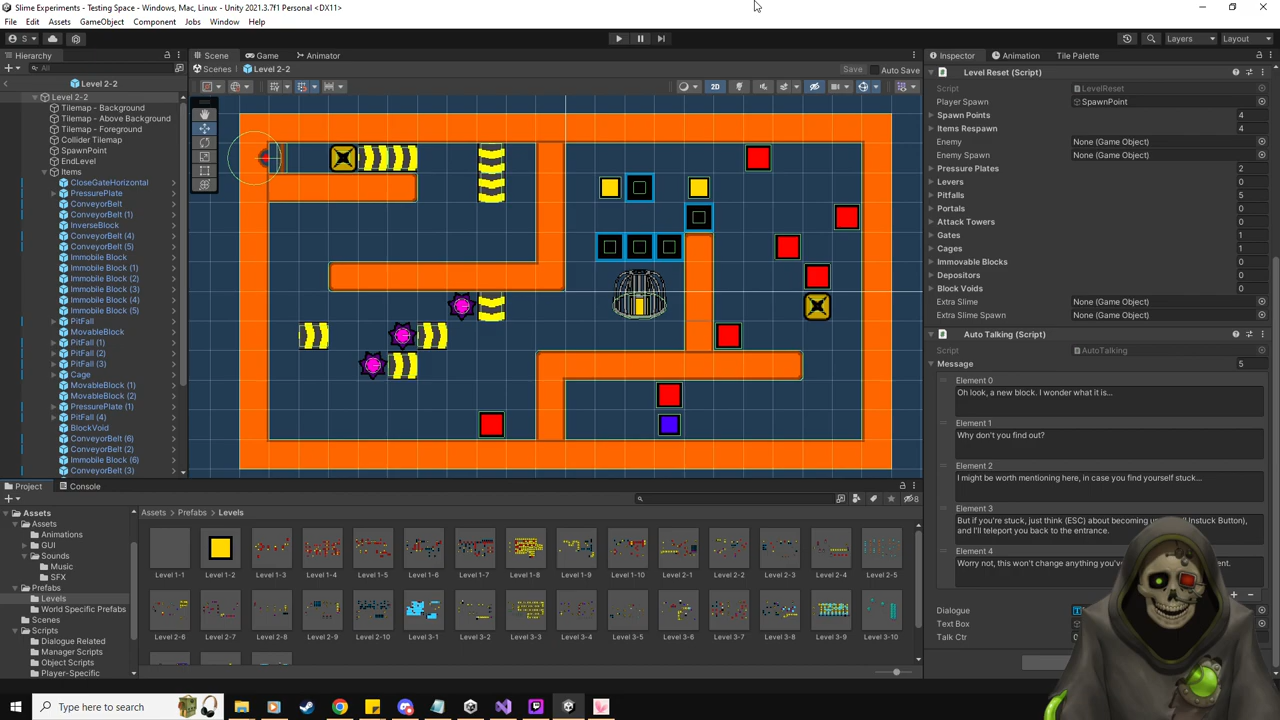 Slime Experiments - Testing Space - Windows, Mac, Linux - Unity 2021.3.7f1 Personal <DX11>
File Edit Assets GameObject Component Jobs Window Help
S
Layers Layout
Hierarchy
All
Level 2-2
Level 2-2
Tilemap - Background
Tilemap - Above Background
Tilemap - Foreground
Collider Tilemap
SpawnPoint
EndLevel
Items
CloseGateHorizontal
PressurePlate
ConveyorBelt
ConveyorBelt (1)
InverseBlock
ConveyorBelt (4)
ConveyorBelt (5)
Immobile Block
Immobile Block (1)
Immobile Block (2)
Immobile Block (3)
Immobile Block (4)
Immobile Block (5)
PitFall
MovableBlock
PitFall (1)
PitFall (2)
PitFall (3)
Cage
MovableBlock (1)
MovableBlock (2)
PressurePlate (1)
PitFall (4)
BlockVoid
ConveyorBelt (6)
ConveyorBelt (2)
Immobile Block (6)
ConveyorBelt (3)
Scene Game Animator
Scenes Level 2-2
Save Auto Save
2D
Inspector Animation Tile Palette
Level Reset (Script)
Script LevelReset
Player Spawn SpawnPoint
Spawn Points 4
Items Respawn 4
Enemy None (Game Object)
Enemy Spawn None (Game Object)
Pressure Plates 2
Levers 0
Pitfalls 5
Portals 0
Attack Towers 0
Gates 1
Cages 1
Immovable Blocks 0
Depositors 0
Block Voids 0
Extra Slime None (Game Object)
Extra Slime Spawn None (Game Object)
Auto Talking (Script)
Script AutoTalking
Message 5
Element 0
Oh look, a new block. I wonder what it is...
Element 1
Why don't you find out?
Element 2
I might be worth mentioning here, in case you find yourself stuck...
Element 3
But if you're stuck, just think (ESC) about becoming Unstuck Button),
and I'll teleport you back to the entrance.
Element 4
Worry not, this won't change anything
Dialogue
Text Box
Talk Ctr
Project Console
8
Assets
Assets
Animations
GUI
Sounds
Music
SFX
Prefabs
Levels
World Specific Prefabs
Scenes
Scripts
Dialogue Related
Manager Scripts
Object Scripts
Player-Specific
Assets Prefabs Levels
Level 1-1 Level 1-2 Level 1-3 Level 1-4 Level 1-5 Level 1-6 Level 1-7 Level 1-8 Level 1-9 Level 1-10 Level 2-1 Level 2-2 Level 2-3 Level 2-4 Level 2-5
Level 2-6 Level 2-7 Level 2-8 Level 2-9 Level 2-10 Level 3-1 Level 3-2 Level 3-3 Level 3-4 Level 3-5 Level 3-6 Level 3-7 Level 3-8 Level 3-9 Level 3-10
Type here to search